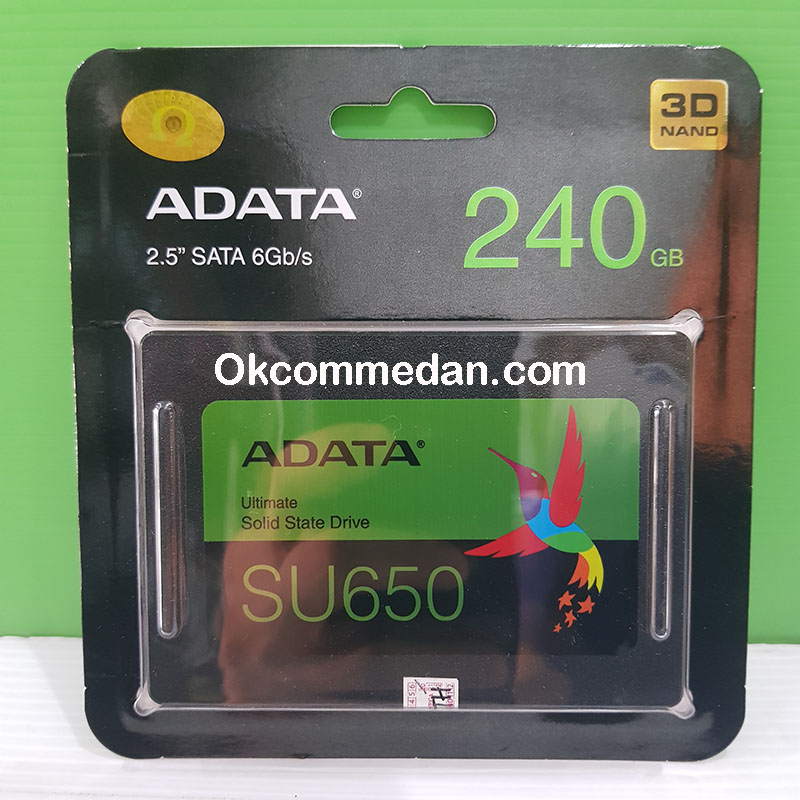 Ω
3D
NAND
ADATA®
240 GB
2.5” SATA 6Gb/s
Okcommedan.com
ADATA®
Ultimate
Solid State Drive
SU650